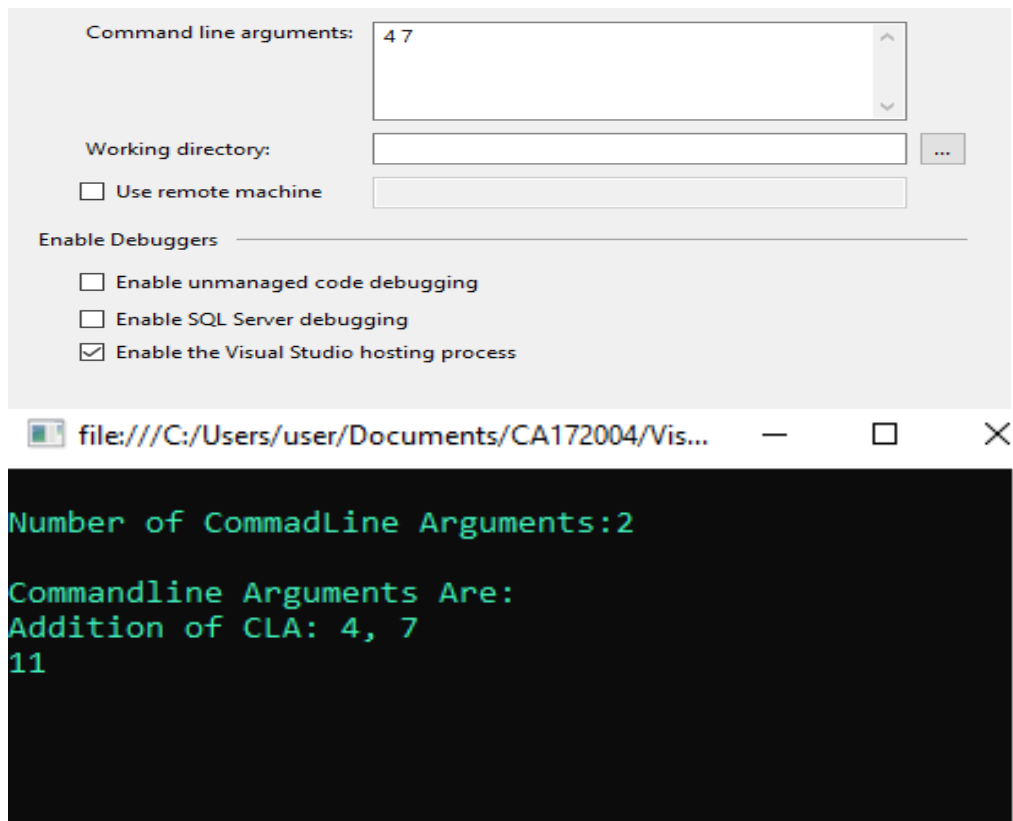 Command line arguments: 4 7
Working directory: ...
Use remote machine
Enable Debuggers
Enable unmanaged code debugging
Enable SQL Server debugging
Enable the Visual Studio hosting process
file:///C:/Users/user/Documents/CA172004/Vis...
Number of CommadLine Arguments:2
Commandline Arguments Are:
Addition of CLA: 4, 7
11